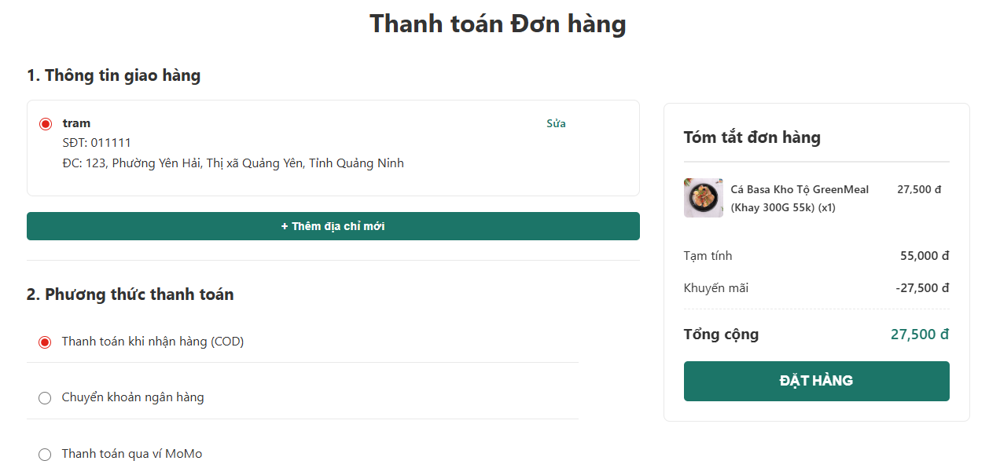 Thanh toán Đơn hàng
1. Thông tin giao hàng
tram
Sửa
SĐT: 011111
ĐC: 123, Phường Yên Hải, Thị xã Quảng Yên, Tỉnh Quảng Ninh
+ Thêm địa chỉ mới
2. Phương thức thanh toán
Thanh toán khi nhận hàng (COD)
Chuyển khoản ngân hàng
Thanh toán qua ví MoMo
Tóm tắt đơn hàng
Cá Basa Kho Tộ GreenMeal 27,500 đ
(Khay 300G 55k) (x1)
Tạm tính 55,000 đ
Khuyến mãi -27,500 đ
Tổng cộng 27,500 đ
ĐẶT HÀNG